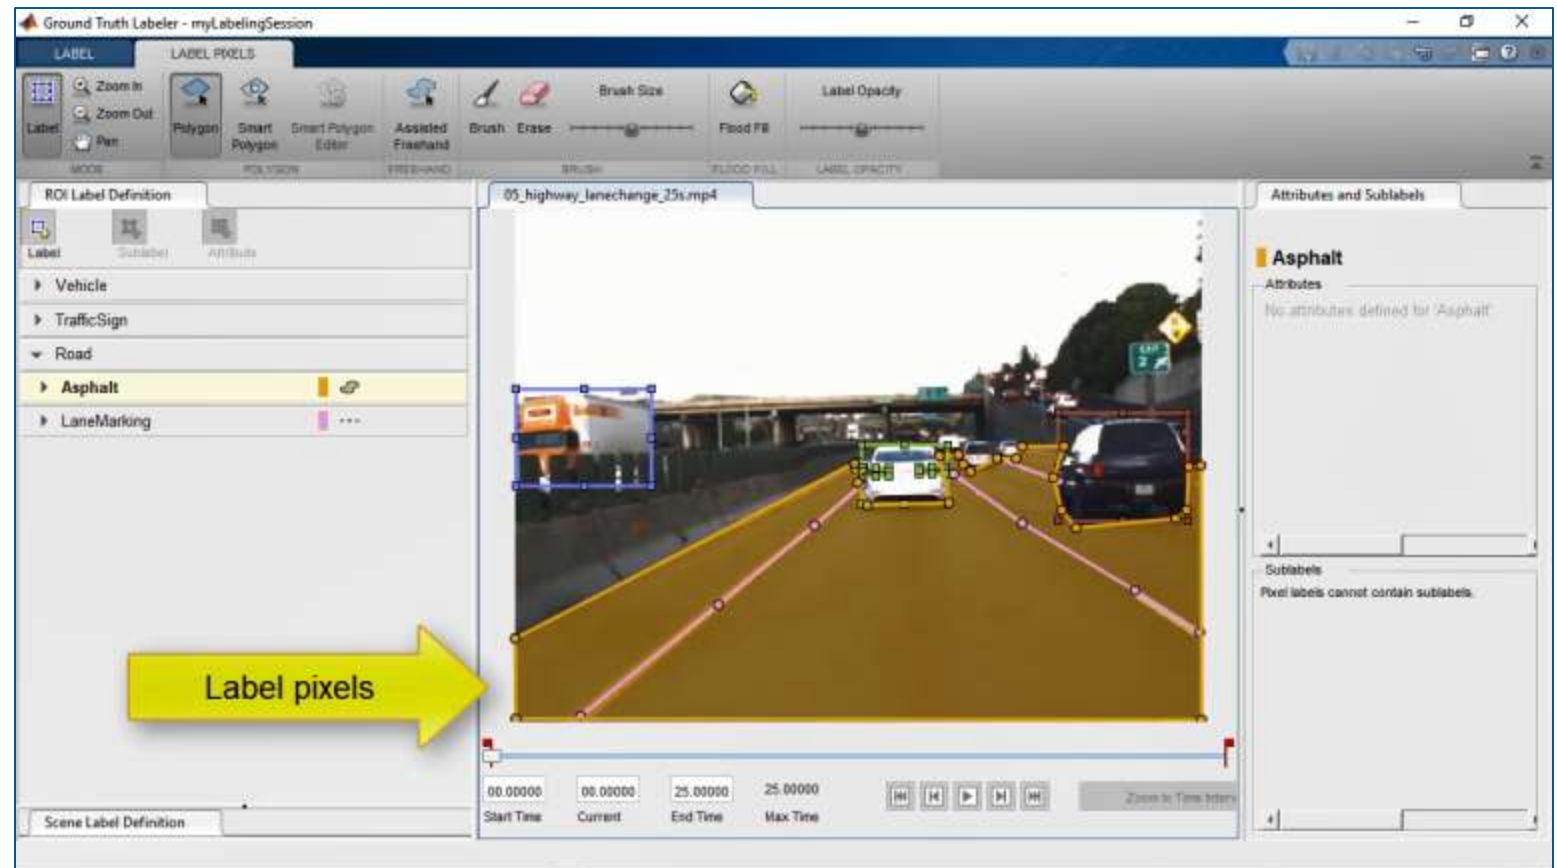 Ground Truth Labeler - myLabelingSession
LABEL
LABEL PIXELS
Label
Zoom In
Zoom Out
Pan
Polygon
Smart Polygon
Smart Polygon Editor
Assisted Freehand
Brush
Erase
Brush Size
Flood Fill
Label Opacity
MODE
POLYGON
FREEHAND
BRUSH
FLOOD FILL
LABEL OPACITY
ROI Label Definition
05_highway_lanechange_25s.mp4
Attributes and Sublabels
Label
Sublabel
Attribute
Vehicle
TrafficSign
Road
Asphalt
LaneMarking
Asphalt
Attributes
No attributes defined for 'Asphalt'
EXIT
2
Sublabels
Pixel labels cannot contain sublabels.
Label pixels
00.00000
00.00000
25.00000
25.00000
Start Time
Current
End Time
Max Time
Zoom In Time Interv
Scene Label Definition